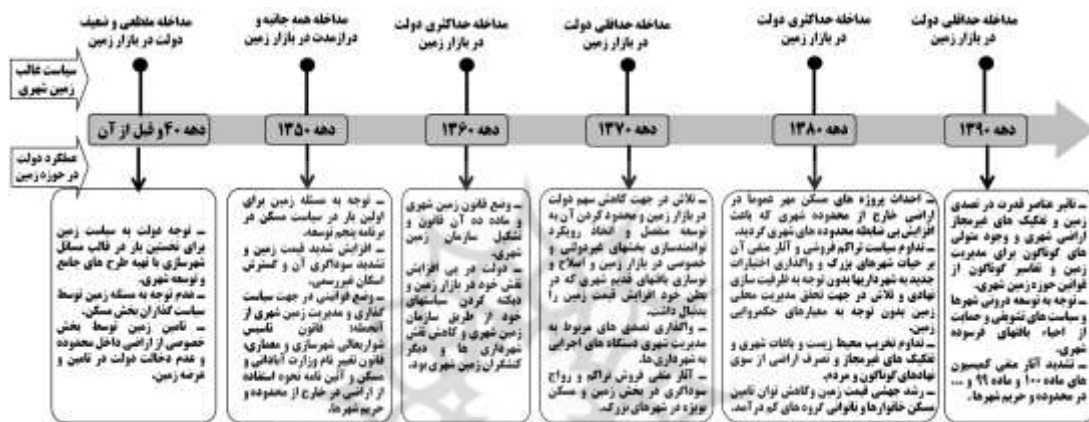 مداخله مقطعی و ضعیف
دولت در بازار زمین
مداخله همه جانبه و
درازمدت در بازار زمین
مداخله حداکثری دولت
در بازار زمین
مداخله حداقلی دولت
در بازار زمین
مداخله حداکثری دولت
در بازار زمین
مداخله حداقلی دولت
در بازار زمین
سیاست غالب
زمین شهری
دهه ۴۰ و قبل از آن
دهه ۱۳۵۰
دهه ۱۳۶۰
دهه ۱۳۷۰
دهه ۱۳۸۰
دهه ۱۳۹۰
عملکرد دولت
در حوزه زمین
ـ توجه دولت به سیاست زمین
برای نخستین بار در قالب مسائل
شهرسازی با تهیه طرح های جامع
و توسعه شهری.
ـ عدم توجه به مسئله زمین توسط
سیاست گذاران بخش مسکن.
ـ تامین زمین توسط بخش
خصوصی از اراضی داخل محدوده
و عدم دخالت دولت در تامین و
عرضه زمین.
ـ توجه به مسئله زمین برای
اولین بار در سیاست مسکن در
برنامه پنجم توسعه.
ـ افزایش شدید قیمت زمین و
تشدید سوداگری آن و گسترش
اسکان غیررسمی.
ـ وضع قوانینی در جهت سیاست
گذاری و مدیریت زمین شهری از
آنجمله: قانون تاسیس
شورایعالی شهرسازی و معماری،
قانون تغییر نام وزارت آبادانی و
مسکن و آئین نامه نحوه استفاده
از اراضی در خارج از محدوده و
حریم شهرها.
ـ وضع قانون زمین شهری
و ماده ده آن قانون و
تشکیل سازمان زمین
شهری.
ـ دولت در پی افزایش
نقش خود در بازار زمین و
دیکته کردن سیاستهای
خود از طریق سازمان
زمین شهری و کاهش نقش
شهرداری ها و دیگر
کنشگران زمین شهری بود.
ـ تلاش در جهت کاهش سهم دولت
در بازار زمین و محدود کردن آن به
توسعه منفصل و اتخاذ رویکرد
توانمندسازی بخشهای غیردولتی و
خصوصی در بازار زمین و اصلاح و
نوسازی بافتهای قدیم شهری که در
بطن خود افزایش قیمت زمین را
بدنبال داشت.
ـ واگذاری تصدی های مربوط به
مدیریت شهری دستگاه های اجرایی
به شهرداری‌ها.
ـ آثار منفی فروش تراکم و رواج
سوداگری در بخش زمین و مسکن
بویژه در شهرهای بزرگ.
ـ احداث پروژه های مسکن مهر عموماً در
اراضی خارج از محدوده شهری که باعث
افزایش بی ضابطه محدوده های شهری گردید.
ـ تداوم سیاست تراکم فروشی و آثار منفی آن
بر حیات شهرهای بزرگ و واگذاری اختیارات
جدید به شهرداریها بدون توجه به ظرفیت سازی
نهادی و تلاش در جهت تحقق مدیریت محلی
زمین بدون توجه به معیارهای حکمروایی
زمین.
ـ تداوم تخریب محیط زیست و باغات شهری و
تفکیک های غیرمجاز و تصرف اراضی از سوی
نهادهای گوناگون و مردم.
ـ رشد جهشی قیمت زمین و کاهش توان تامین
مسکن خانوارها و ناتوانی گروه های کم درآمد.
ـ تاثیر عناصر قدرت در تصدی
زمین و تفکیک های غیرمجاز
اراضی شهری و وجود متولی
های گوناگون برای مدیریت
زمین و تفاسیر گوناگون از
قوانین حوزه زمین شهری.
ـ توجه به توسعه درونی شهرها
و سیاست های تشویقی و حمایت
از احیاء بافتهای فرسوده
شهری.
ـ تشدید آثار منفی کمیسیون
های ماده ۱۰۰ و ماده ۹۹ و ...
در محدوده و حریم شهرها.